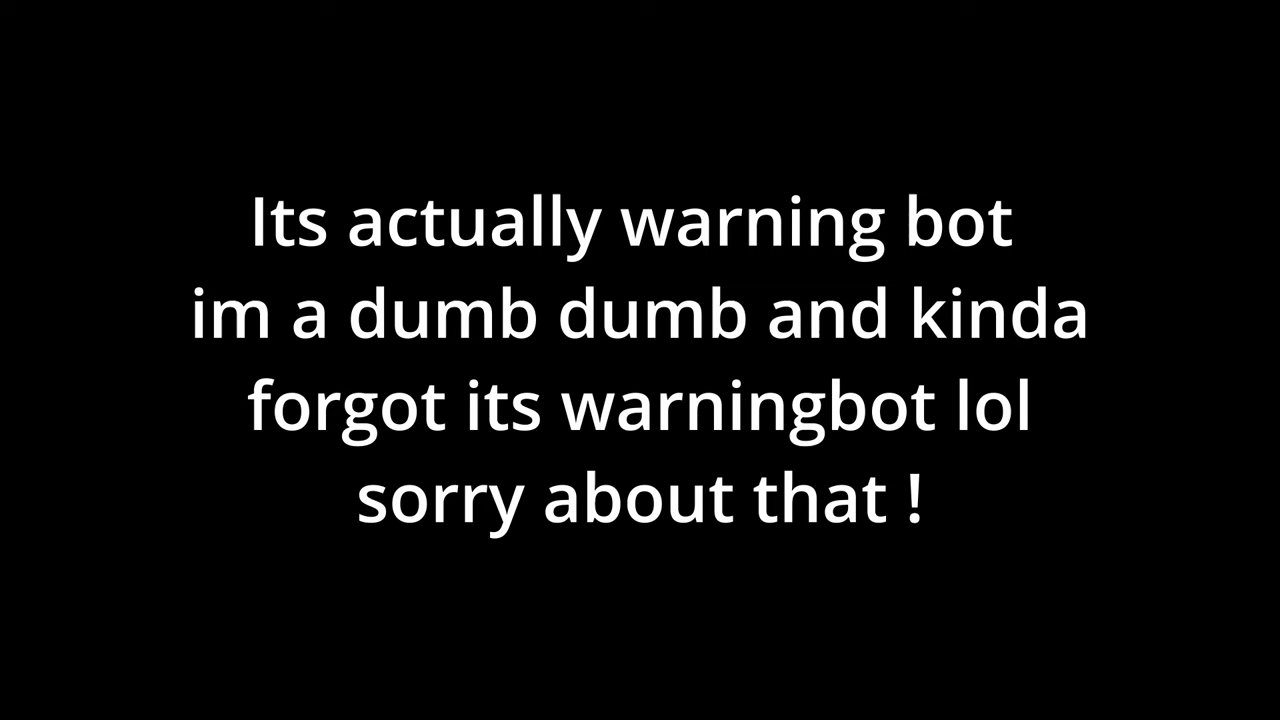 Its actually warning bot
im a dumb dumb and kinda
forgot its warningbot lol
sorry about that !